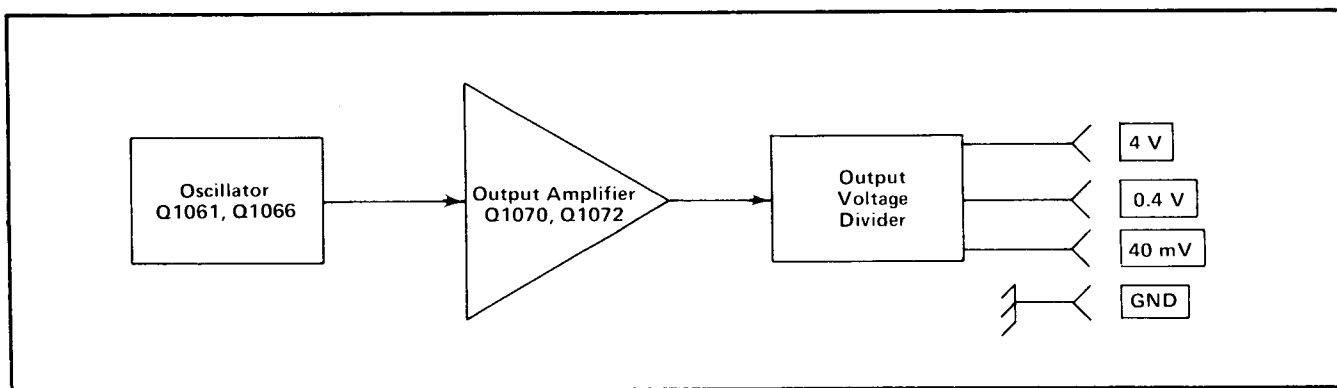 Oscillator
Q1061, Q1066
Output Amplifier
Q1070, Q1072
Output
Voltage
Divider
4 V
0.4 V
40 mV
GND